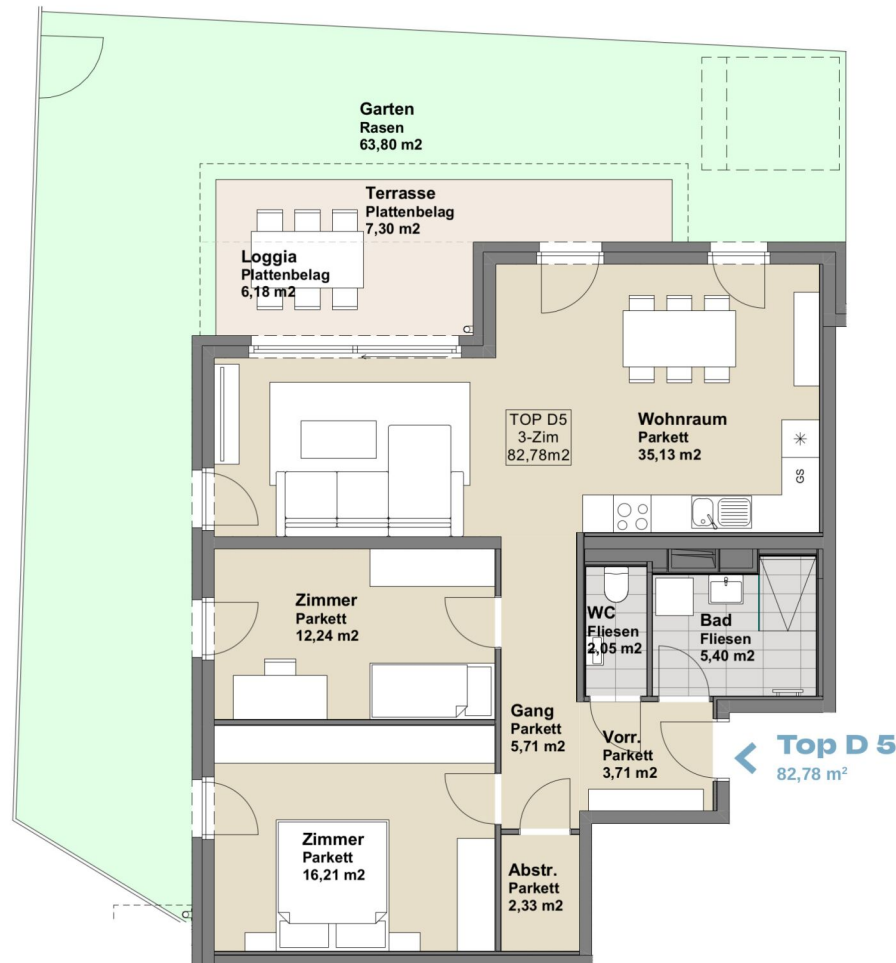 Garten
Rasen
63,80 m2
Terrasse
Plattenbelag
7,30 m2
Loggia
Plattenbelag
6,18 m2
TOP D5
3-Zim
82,78m2
Wohnraum
Parkett
35,13 m2
GS
Zimmer
Parkett
12,24 m2
WC
Fliesen
2,05 m2
Bad
Fliesen
5,40 m2
Gang
Parkett
5,71 m2
Vorr.
Parkett
3,71 m2
Top D 5
82,78 m²
Zimmer
Parkett
16,21 m2
Abstr.
Parkett
2,33 m2